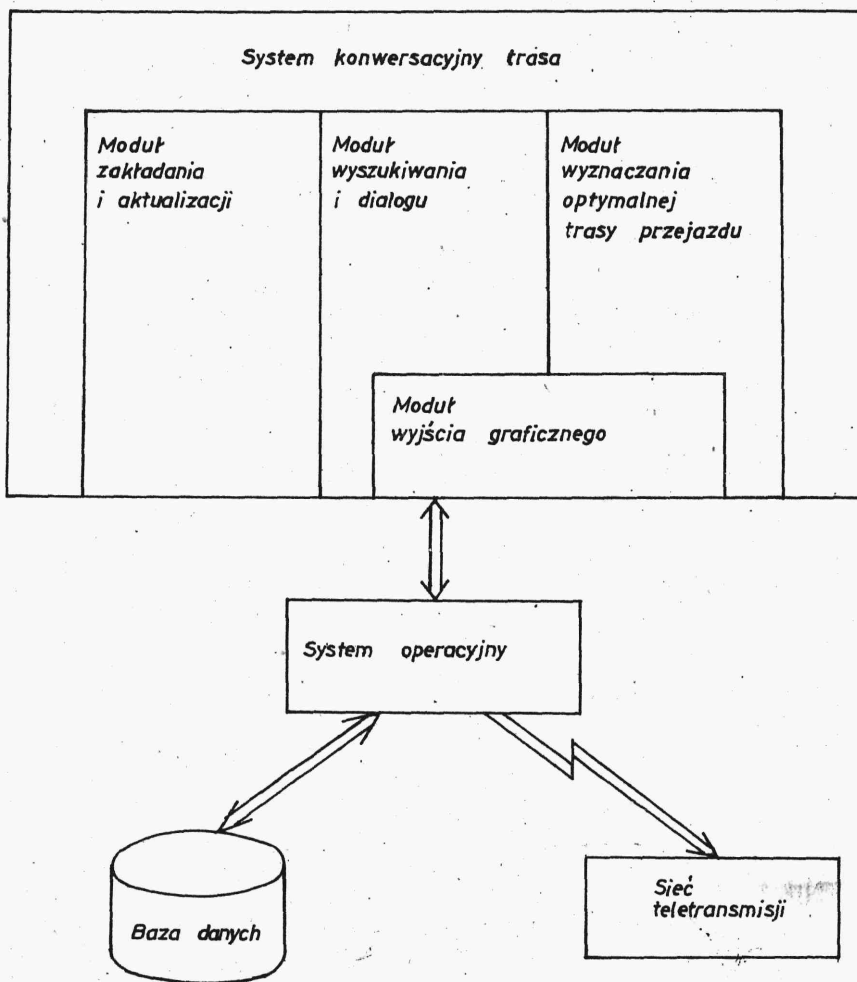 System konwersacyjny trasa
Moduł
zakładania
i aktualizacji
Moduł
wyszukiwania
i dialogu
Moduł
wyznaczania
optymalnej
trasy przejazdu
Moduł
wyjścia graficznego
System operacyjny
Baza danych
Sieć
teletransmisji